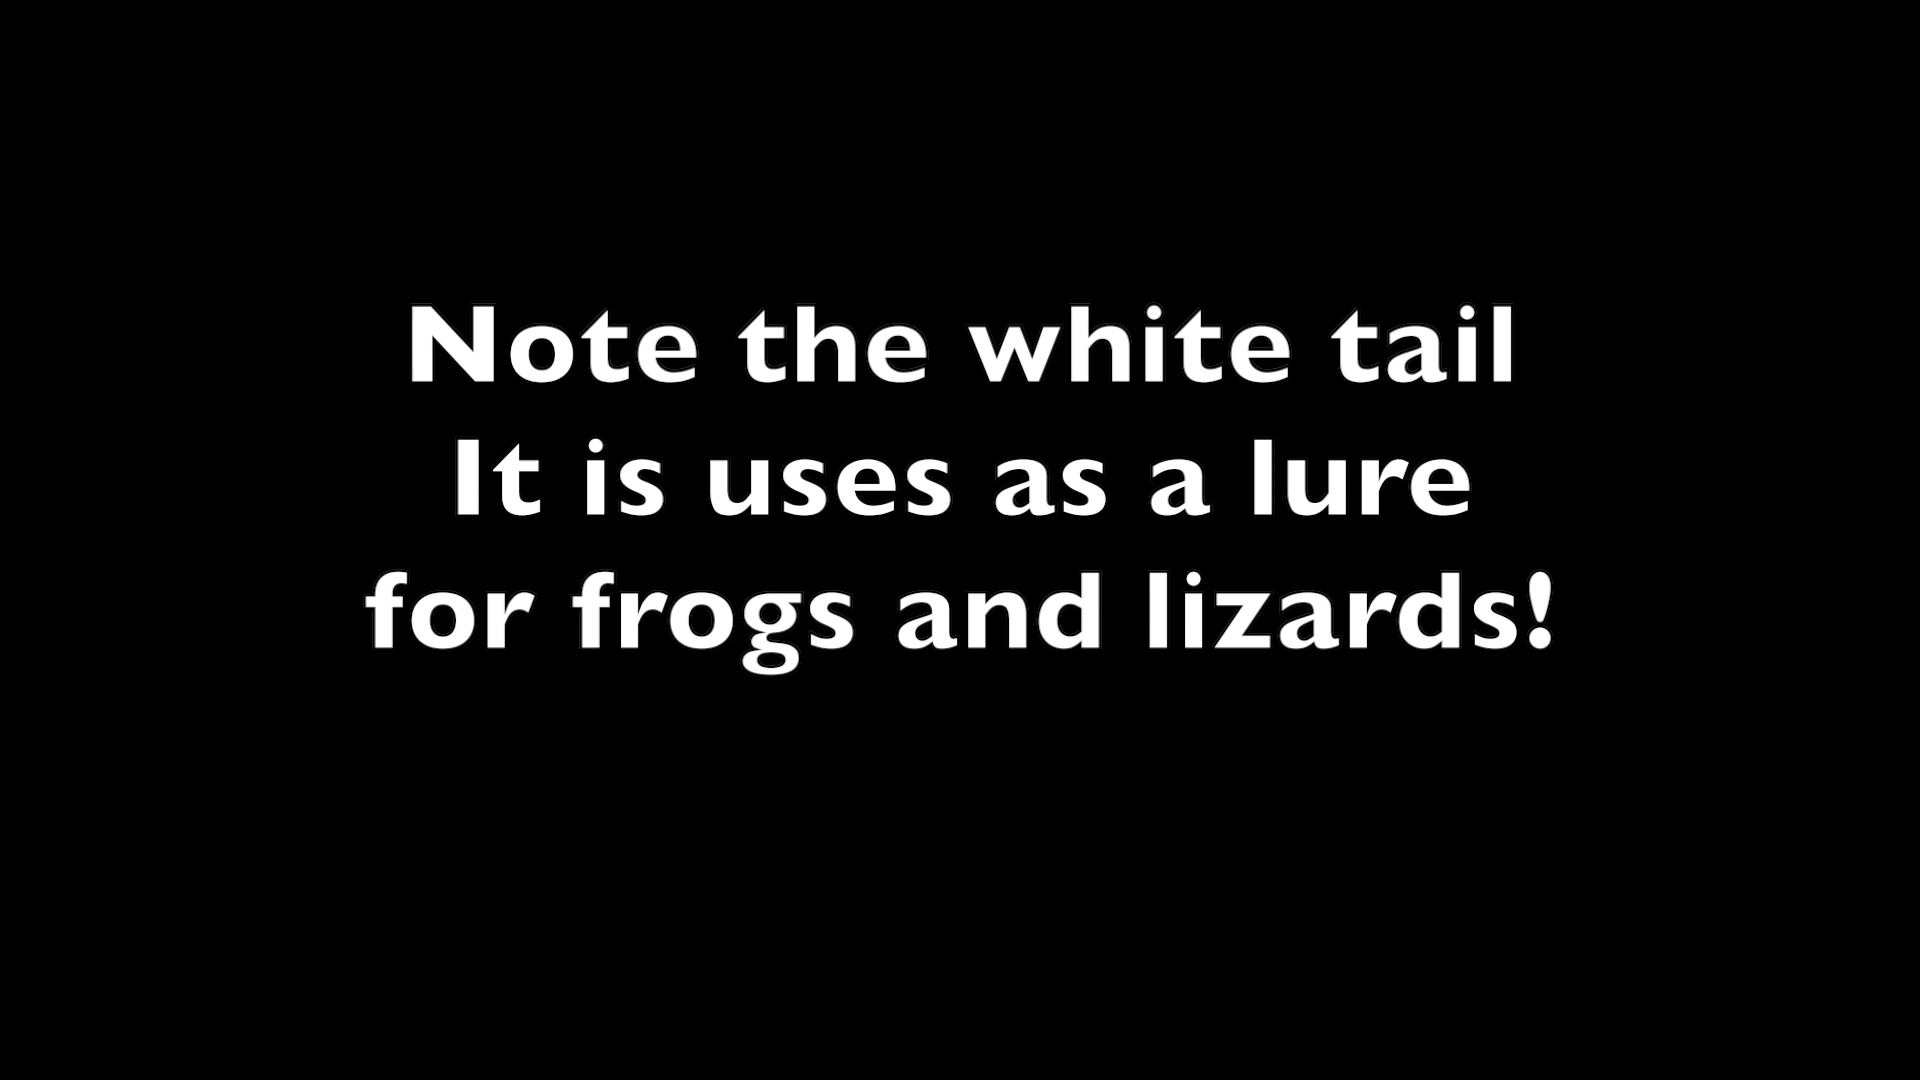 Note the white tail
It is uses as a lure
for frogs and lizards!